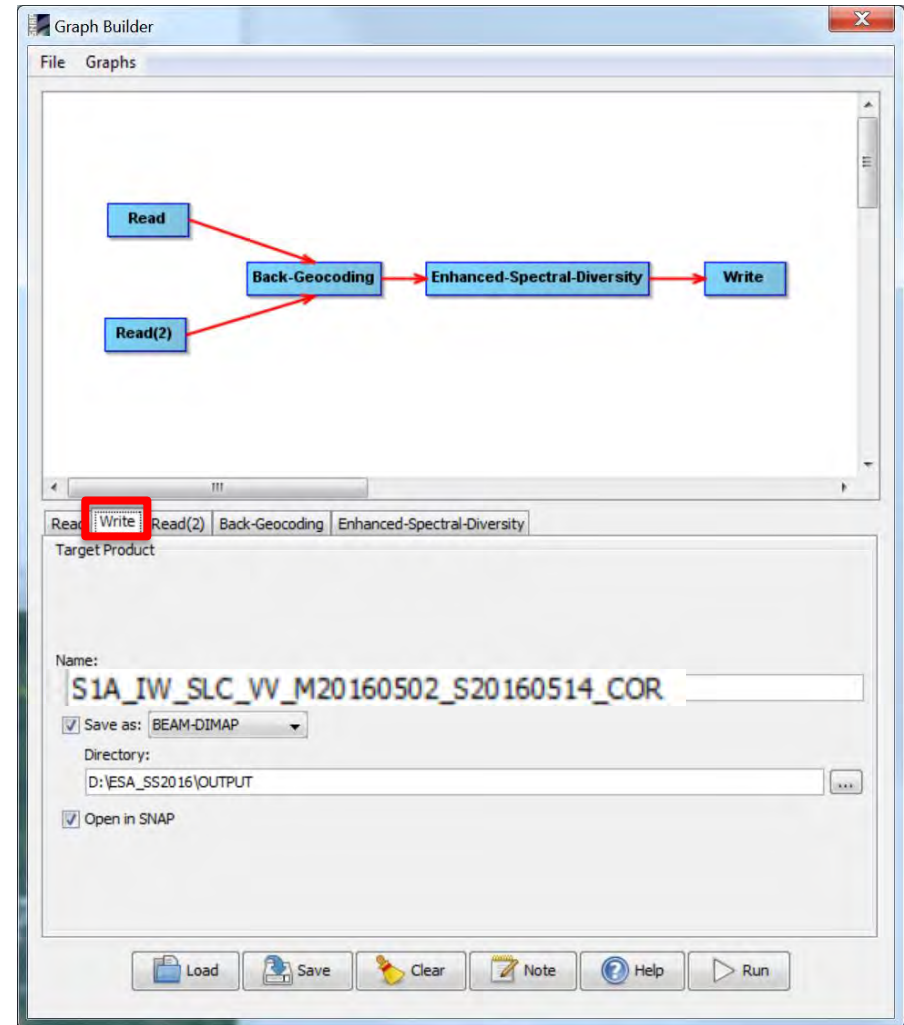 Graph Builder
File Graphs
Read
Back-Geocoding Enhanced-Spectral-Diversity Write
Read(2)
Write Read(2) Back-Geocoding Enhanced-Spectral-Diversity
Target Product
Name:
S1A_IW_SLC_VV_M20160502_S20160514_COR
Save as: BEAM-DIMAP
Directory:
D:\ESA_SS2016\OUTPUT
...
Open in SNAP
Load Save Clear Note Help Run